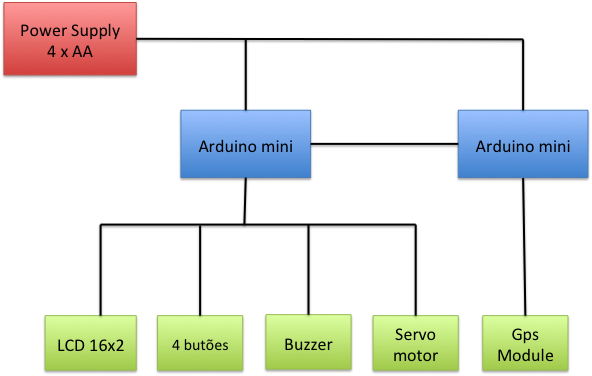 Power Supply
4 x AA
Arduino mini
Arduino mini
LCD 16x2
4 butões
Buzzer
Servo
motor
Gps
Module